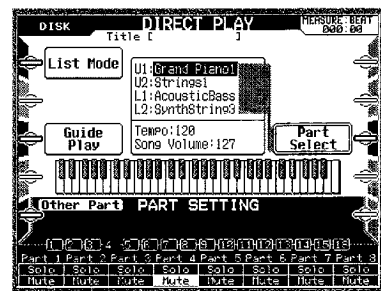 DISK
DIRECT PLAY
MEASURE:BEAT
000:00
Title [ ]
List Mode
U1:Grand Piano1
U2:Strings1
L1:AcousticBass
L2:SynthString3
Tempo:120
Song Volume:127
Guide Play
Part Select
Other Part PART SETTING
1 2 3 4 5 6 7 8 9 10 11 12 13 14 15 16
Part 1 Part 2 Part 3 Part 4 Part 5 Part 6 Part 7 Part 8
Solo Solo Solo Solo Solo Solo Solo Solo
Mute Mute Mute Mute Mute Mute Mute Mute